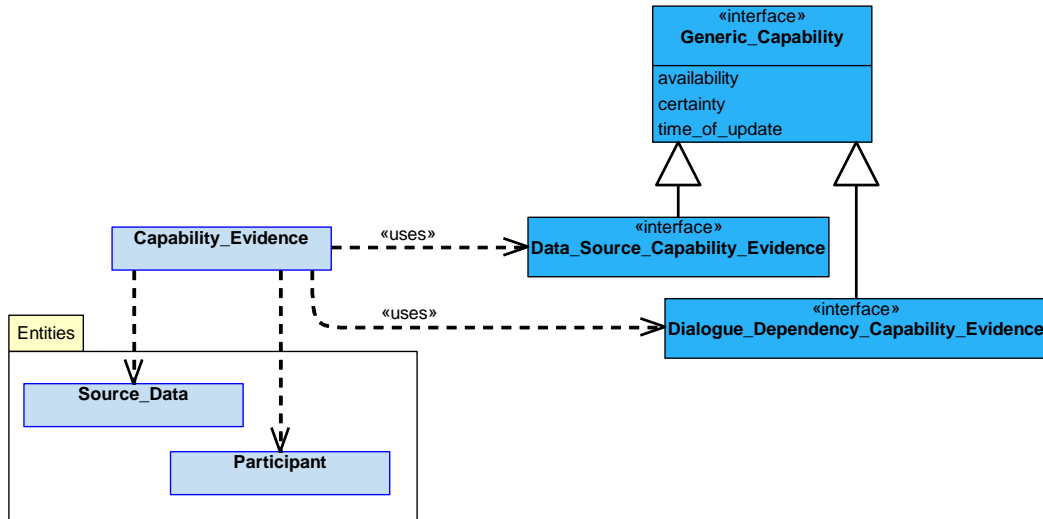 «interface»
Generic_Capability
availability
certainty
time_of_update
Capability_Evidence
«uses»
«interface»
Data_Source_Capability_Evidence
«uses»
«interface»
Dialogue_Dependency_Capability_Evidence
Entities
Source_Data
Participant